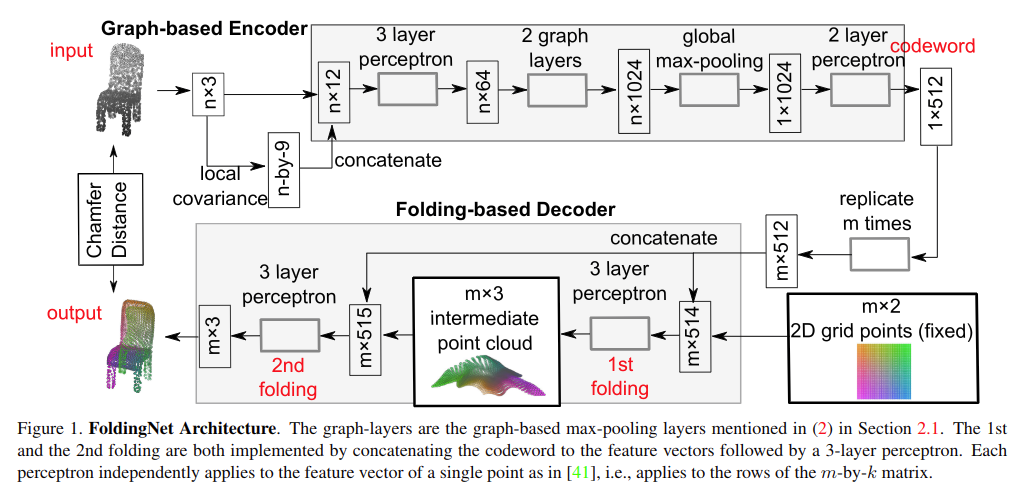 Graph-based Encoder
input
n×3
local
covariance
n-by-9
concatenate
n×12
3 layer
perceptron
n×64
2 graph
layers
n×1024
global
max-pooling
1×1024
2 layer
perceptron
codeword
1×512
replicate
m times
m×512
Folding-based Decoder
concatenate
m×2
2D grid points (fixed)
m×514
3 layer
perceptron
1st
folding
m×3
intermediate
point cloud
m×515
3 layer
perceptron
2nd
folding
m×3
output
Chamfer
Distance
Figure 1. FoldingNet Architecture. The graph-layers are the graph-based max-pooling layers mentioned in (2) in Section 2.1. The 1st
and the 2nd folding are both implemented by concatenating the codeword to the feature vectors followed by a 3-layer perceptron. Each
perceptron independently applies to the feature vector of a single point as in [41], i.e., applies to the rows of the m-by-k matrix.